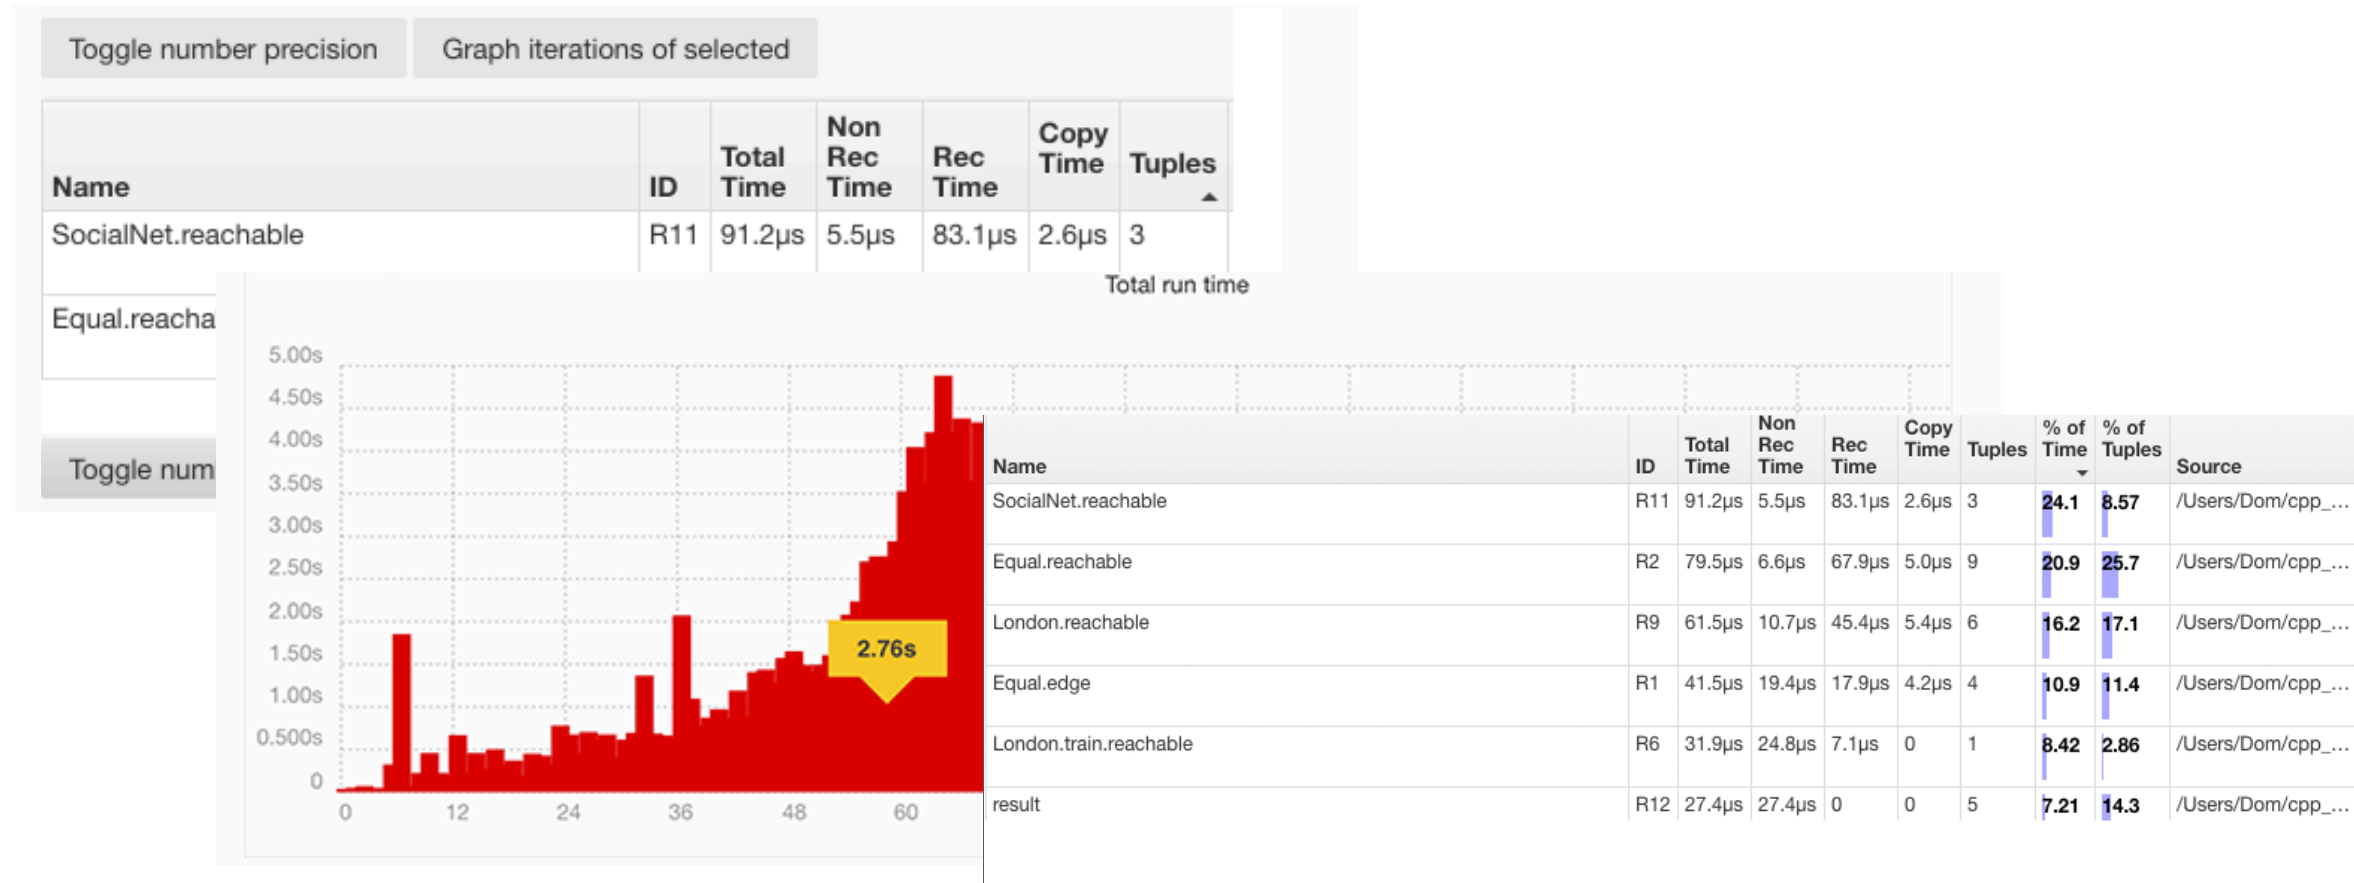 Toggle number precision Graph iterations of selected
Name ID Total Time Non Rec Time Rec Time Copy Time Tuples
SocialNet.reachable R11 91.2µs 5.5µs 83.1µs 2.6µs 3
Equal.reacha
Toggle num
Total run time
5.00s
4.50s
4.00s
3.50s
3.00s
2.50s
2.00s
1.50s
1.00s
0.500s
0
2.76s
0 12 24 36 48 60
Name ID Total Time Non Rec Time Rec Time Copy Time Tuples % of Time % of Tuples Source
SocialNet.reachable R11 91.2µs 5.5µs 83.1µs 2.6µs 3 24.1 8.57 /Users/Dom/cpp_...
Equal.reachable R2 79.5µs 6.6µs 67.9µs 5.0µs 9 20.9 25.7 /Users/Dom/cpp_...
London.reachable R9 61.5µs 10.7µs 45.4µs 5.4µs 6 16.2 17.1 /Users/Dom/cpp_...
Equal.edge R1 41.5µs 19.4µs 17.9µs 4.2µs 4 10.9 11.4 /Users/Dom/cpp_...
London.train.reachable R6 31.9µs 24.8µs 7.1µs 0 1 8.42 2.86 /Users/Dom/cpp_...
result R12 27.4µs 27.4µs 0 0 5 7.21 14.3 /Users/Dom/cpp_...